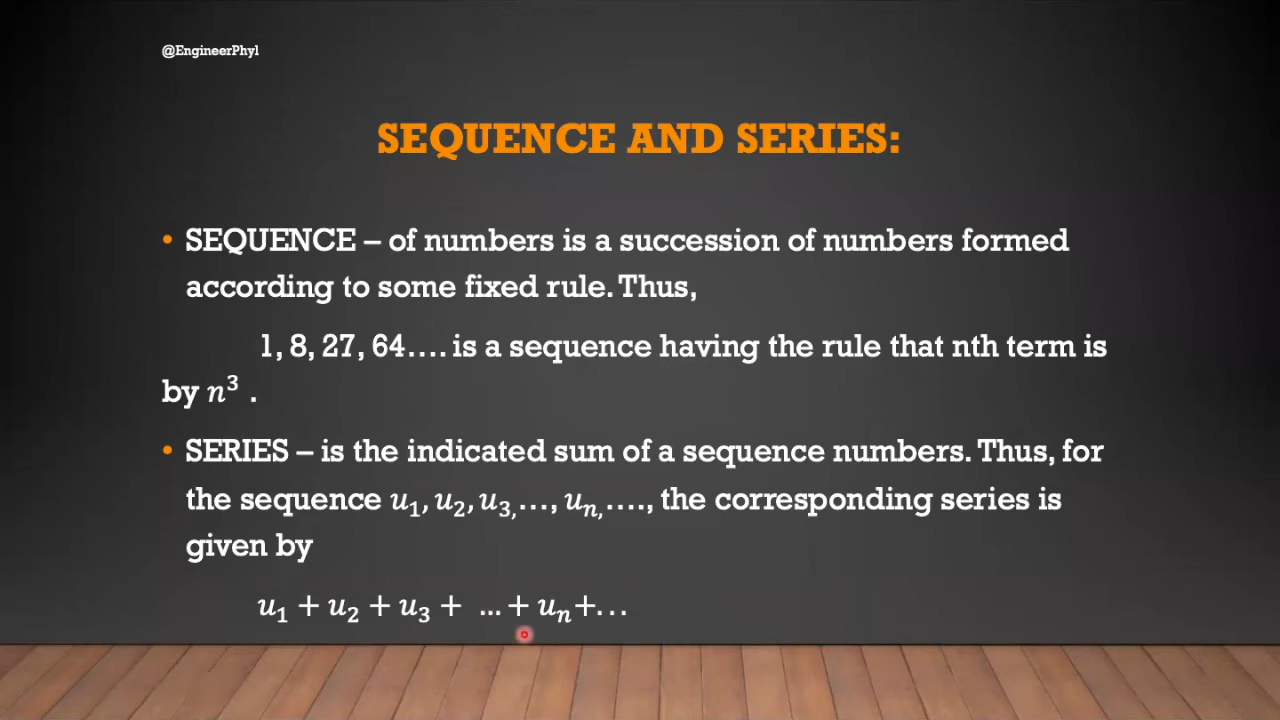 @EngineerPhyl
SEQUENCE AND SERIES:
• SEQUENCE – of numbers is a succession of numbers formed
according to some fixed rule. Thus,
1, 8, 27, 64…. is a sequence having the rule that nth term is
by n³ .
• SERIES – is the indicated sum of a sequence numbers. Thus, for
the sequence u₁, u₂, u₃,…, uₙ,…., the corresponding series is
given by
u₁ + u₂ + u₃ + … + uₙ+…